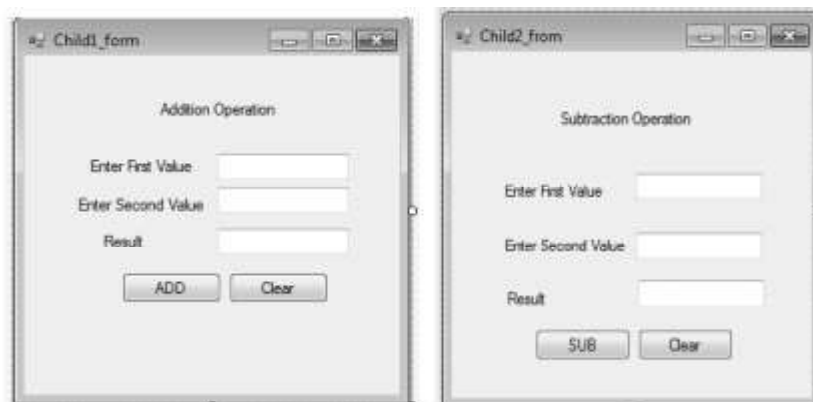 Child1_form
Addition Operation
Enter First Value
Enter Second Value
Result
ADD
Clear
Child2_from
Subtraction Operation
Enter First Value
Enter Second Value
Result
SUB
Clear